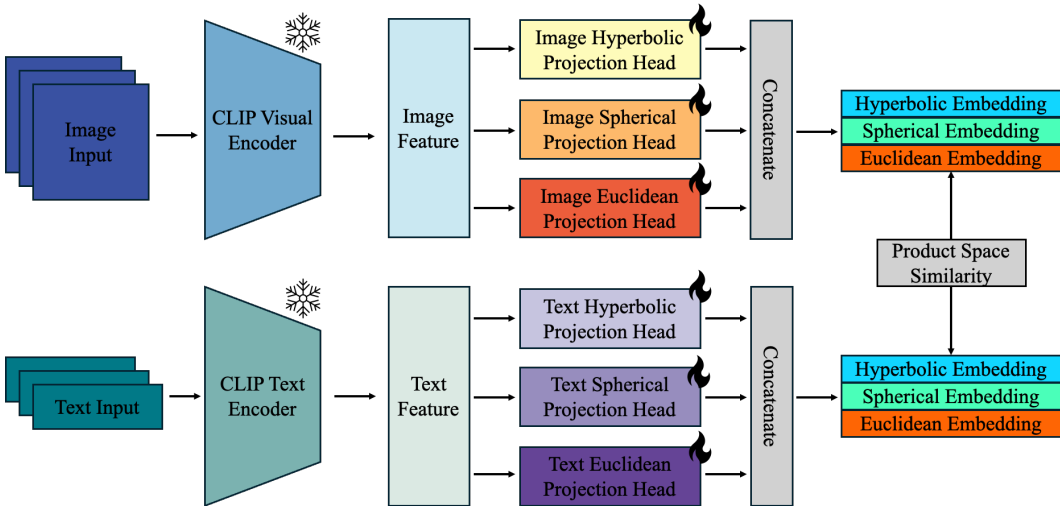 Image
Input
CLIP Visual
Encoder
Image
Feature
Image Hyperbolic
Projection Head
Image Spherical
Projection Head
Image Euclidean
Projection Head
Concatenate
Hyperbolic Embedding
Spherical Embedding
Euclidean Embedding
Product Space
Similarity
Text Input
CLIP Text
Encoder
Text
Feature
Text Hyperbolic
Projection Head
Text Spherical
Projection Head
Text Euclidean
Projection Head
Concatenate
Hyperbolic Embedding
Spherical Embedding
Euclidean Embedding